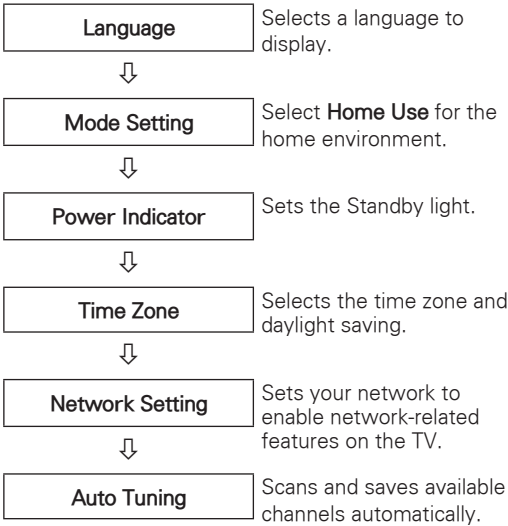 Language
Selects a language to
display.
⇩
Mode Setting
Select Home Use for the
home environment.
⇩
Power Indicator
Sets the Standby light.
⇩
Time Zone
Selects the time zone and
daylight saving.
⇩
Network Setting
Sets your network to
enable network-related
features on the TV.
⇩
Auto Tuning
Scans and saves available
channels automatically.